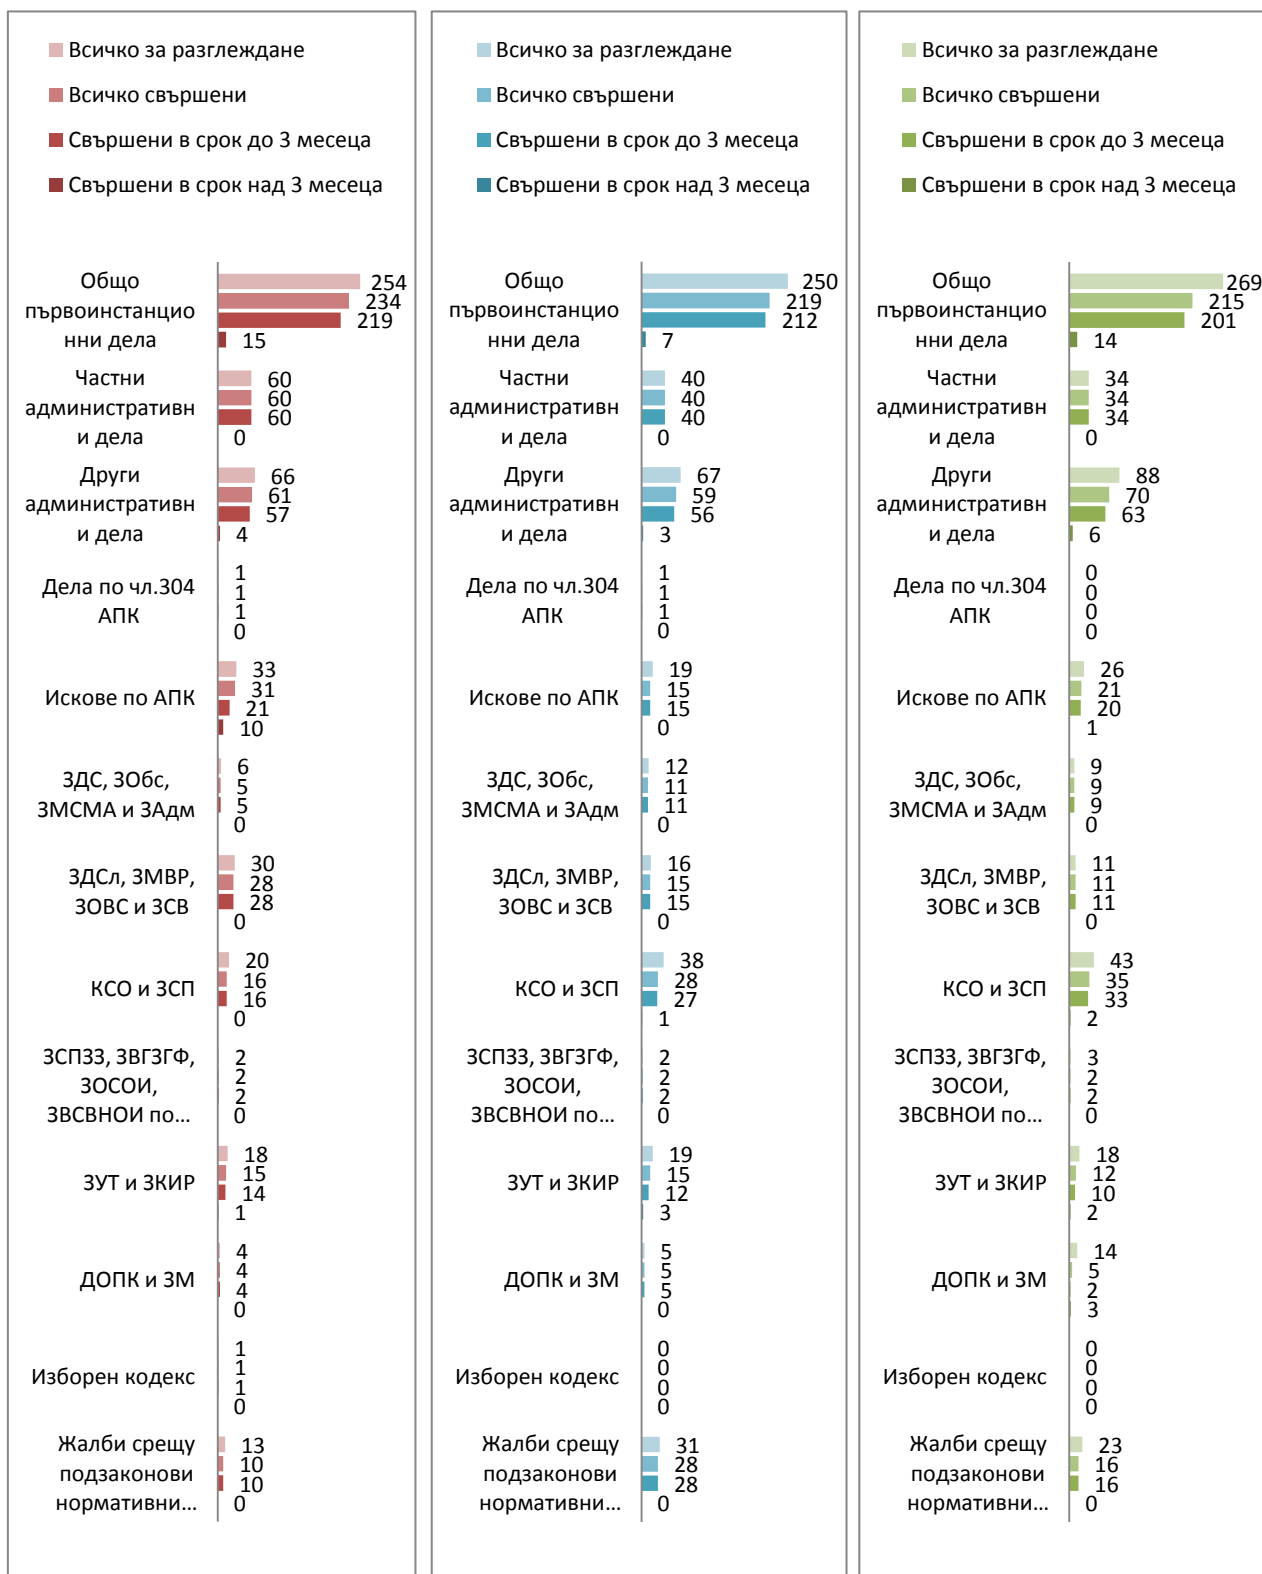 Всичко за разглеждане
Всичко свършени
Свършени в срок до 3 месеца
Свършени в срок над 3 месеца
Общо
първоинстанцио
нни дела
254
234
219
15
Частни
административн
и дела
60
60
60
0
Други
административн
и дела
66
61
57
4
Дела по чл.304
АПК
1
1
1
0
Искове по АПК
33
31
21
10
ЗДС, ЗОбс,
ЗМСМА и ЗАдм
6
5
5
0
ЗДСл, ЗМВР,
ЗОВС и ЗСВ
30
28
28
0
КСО и ЗСП
20
16
16
0
ЗСПЗЗ, ЗВГЗГФ,
ЗОСОИ,
ЗВСВНОИ по…
2
2
2
0
ЗУТ и ЗКИР
18
15
14
1
ДОПК и ЗМ
4
4
4
0
Изборен кодекс
1
1
1
0
Жалби срещу
подзаконови
нормативни…
13
10
10
0
Всичко за разглеждане
Всичко свършени
Свършени в срок до 3 месеца
Свършени в срок над 3 месеца
Общо
първоинстанцио
нни дела
250
219
212
7
Частни
административн
и дела
40
40
40
0
Други
административн
и дела
67
59
56
3
Дела по чл.304
АПК
1
1
1
0
Искове по АПК
19
15
15
0
ЗДС, ЗОбс,
ЗМСМА и ЗАдм
12
11
11
0
ЗДСл, ЗМВР,
ЗОВС и ЗСВ
16
15
15
0
КСО и ЗСП
38
28
27
1
ЗСПЗЗ, ЗВГЗГФ,
ЗОСОИ,
ЗВСВНОИ по…
2
2
2
0
ЗУТ и ЗКИР
19
15
12
3
ДОПК и ЗМ
5
5
5
0
Изборен кодекс
0
0
0
0
Жалби срещу
подзаконови
нормативни…
31
28
28
0
Всичко за разглеждане
Всичко свършени
Свършени в срок до 3 месеца
Свършени в срок над 3 месеца
Общо
първоинстанцио
нни дела
269
215
201
14
Частни
административн
и дела
34
34
34
0
Други
административн
и дела
88
70
63
6
Дела по чл.304
АПК
0
0
0
0
Искове по АПК
26
21
20
1
ЗДС, ЗОбс,
ЗМСМА и ЗАдм
9
9
9
0
ЗДСл, ЗМВР,
ЗОВС и ЗСВ
11
11
11
0
КСО и ЗСП
43
35
33
2
ЗСПЗЗ, ЗВГЗГФ,
ЗОСОИ,
ЗВСВНОИ по…
3
2
2
0
ЗУТ и ЗКИР
18
12
10
2
ДОПК и ЗМ
14
5
2
3
Изборен кодекс
0
0
0
0
Жалби срещу
подзаконови
нормативни…
23
16
16
0